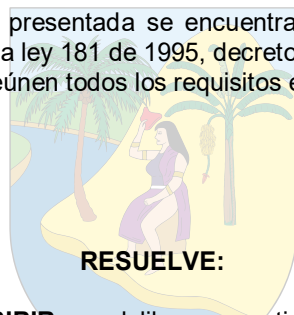 presentada se encuentra
a ley 181 de 1995, decreto
eúnen todos los requisitos e
RESUELVE: